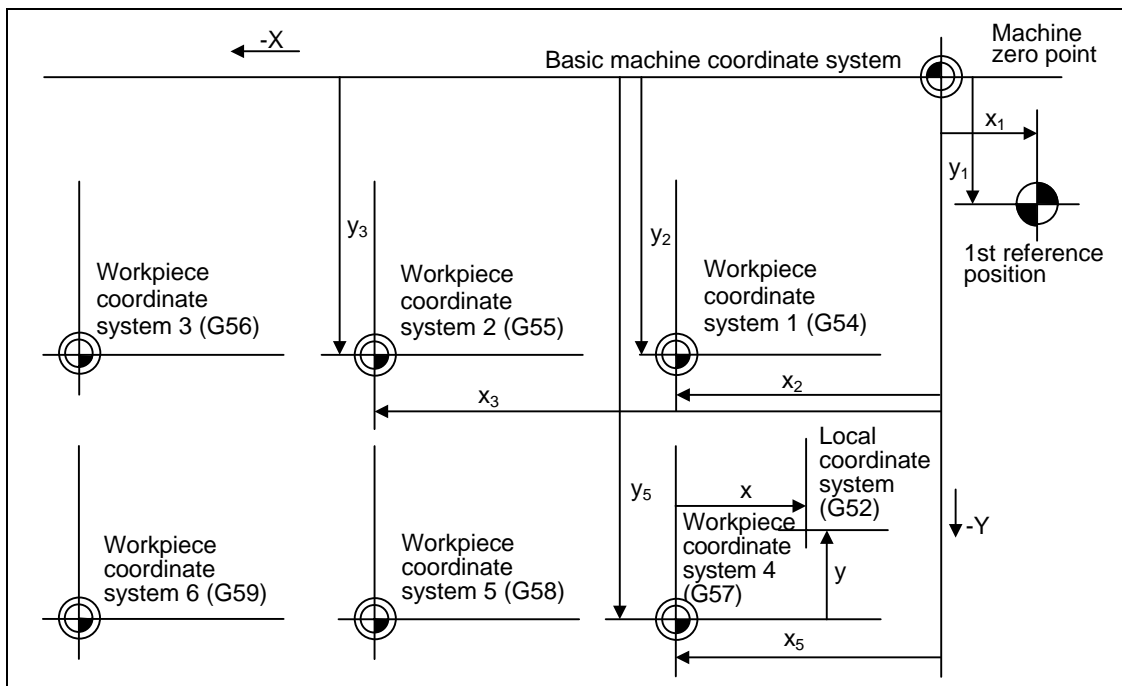 -X
Basic machine coordinate system
Machine
zero point
x1
y1
1st reference
position
y3
y2
Workpiece
coordinate
system 3 (G56)
Workpiece
coordinate
system 2 (G55)
Workpiece
coordinate
system 1 (G54)
x2
x3
Local
coordinate
system
(G52)
y5
x
-Y
Workpiece
coordinate
system 6 (G59)
Workpiece
coordinate
system 5 (G58)
Workpiece
coordinate
system 4
(G57)
y
x5